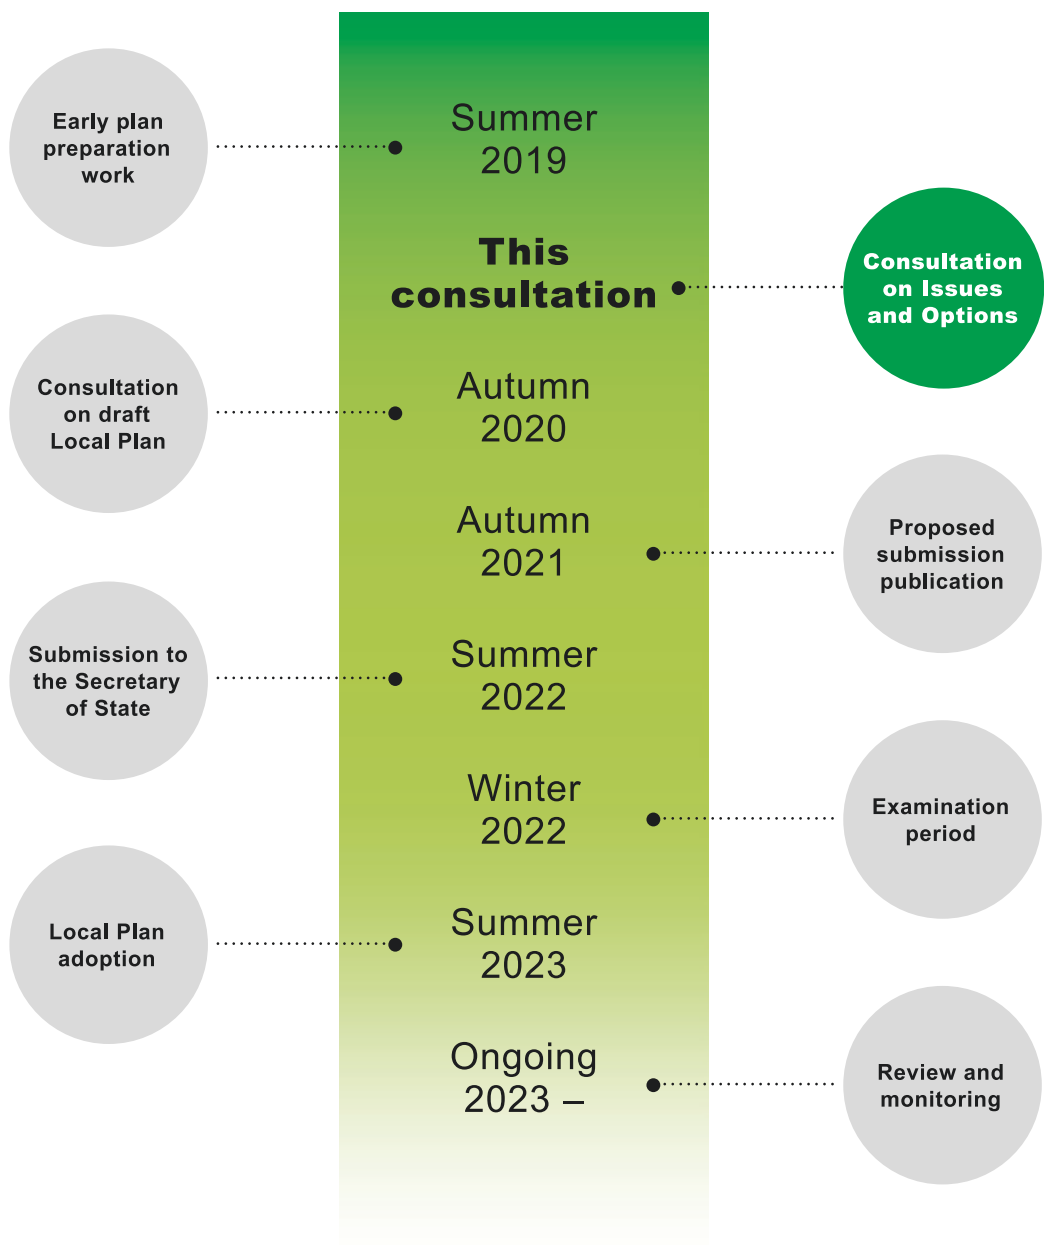 Early plan
preparation
work
Summer
2019
This
consultation
Consultation
on Issues
and Options
Consultation
on draft
Local Plan
Autumn
2020
Autumn
2021
Proposed
submission
publication
Submission to
the Secretary
of State
Summer
2022
Winter
2022
Examination
period
Local Plan
adoption
Summer
2023
Ongoing
2023 –
Review and
monitoring